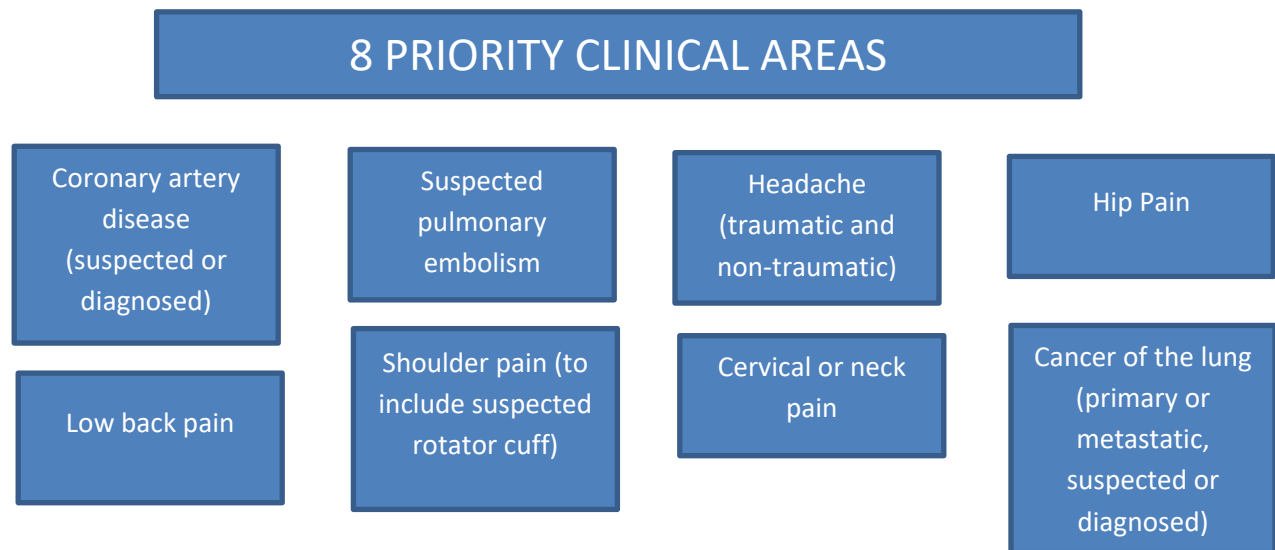 8 PRIORITY CLINICAL AREAS
Coronary artery
disease
(suspected or
diagnosed)
Suspected
pulmonary
embolism
Headache
(traumatic and
non-traumatic)
Hip Pain
Low back pain
Shoulder pain (to
include suspected
rotator cuff)
Cervical or neck
pain
Cancer of the lung
(primary or
metastatic,
suspected or
diagnosed)